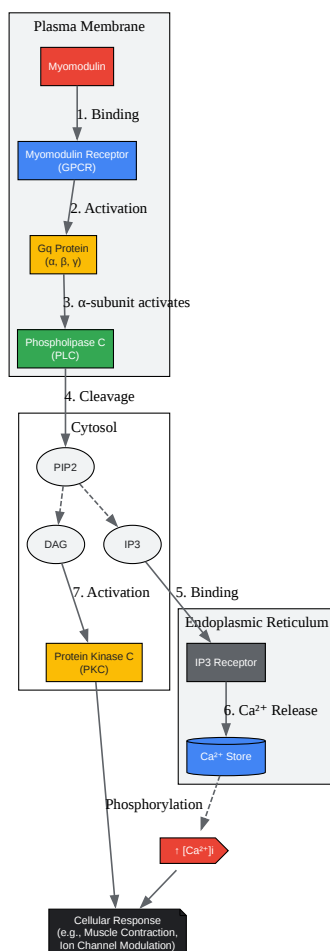 Plasma Membrane
Myomodulin
1. Binding
Myomodulin Receptor
(GPCR)
2. Activation
Gq Protein
(α, β, γ)
3. α-subunit activates
Phospholipase C
(PLC)
4. Cleavage
Cytosol
PIP2
DAG
IP3
7. Activation
5. Binding
Endoplasmic Reticulum
Protein Kinase C
(PKC)
IP3 Receptor
6. Ca²⁺ Release
Ca²⁺ Store
Phosphorylation
↑ [Ca²⁺]i
Cellular Response
(e.g., Muscle Contraction,
Ion Channel Modulation)